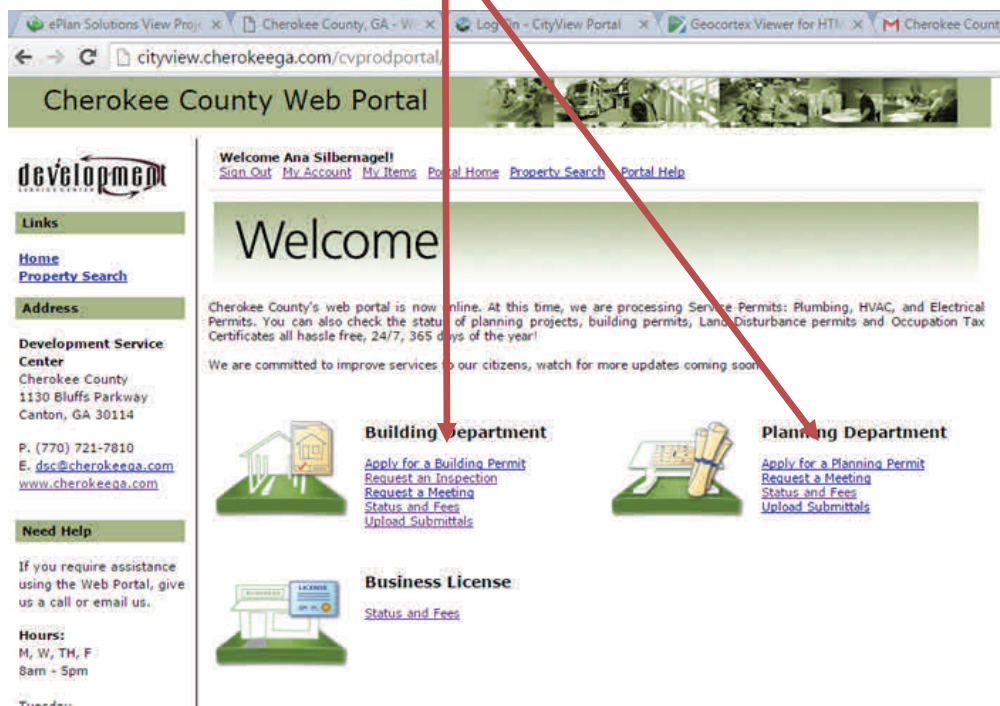 ePlan Solutions View Proje
Cherokee County, GA - W
Log On - CityView Portal
Geocortex Viewer for HTM
Cherokee Count
cityview.cherokeega.com/cvprodportal/
Cherokee County Web Portal
development
Links
Home
Property Search
Address
Development Service
Center
Cherokee County
1130 Bluffs Parkway
Canton, GA 30114
P. (770) 721-7810
E. dsc@cherokeega.com
www.cherokeega.com
Need Help
If you require assistance
using the Web Portal, give
us a call or email us.
Hours:
M, W, TH, F
8am - 5pm
Tuesday
Welcome Ana Silbernagel!
Sign Out My Account My Items Portal Home Property Search Portal Help
Welcome
Cherokee County's web portal is now online. At this time, we are processing Service Permits: Plumbing, HVAC, and Electrical
Permits. You can also check the status of planning projects, building permits, Land Disturbance permits and Occupation Tax
Certificates all hassle free, 24/7, 365 days of the year!
We are committed to improve services to our citizens, watch for more updates coming soon
Building Department
Apply for a Building Permit
Request an Inspection
Request a Meeting
Status and Fees
Upload Submittals
Planning Department
Apply for a Planning Permit
Request a Meeting
Status and Fees
Upload Submittals
LICENSE
Business License
Status and Fees